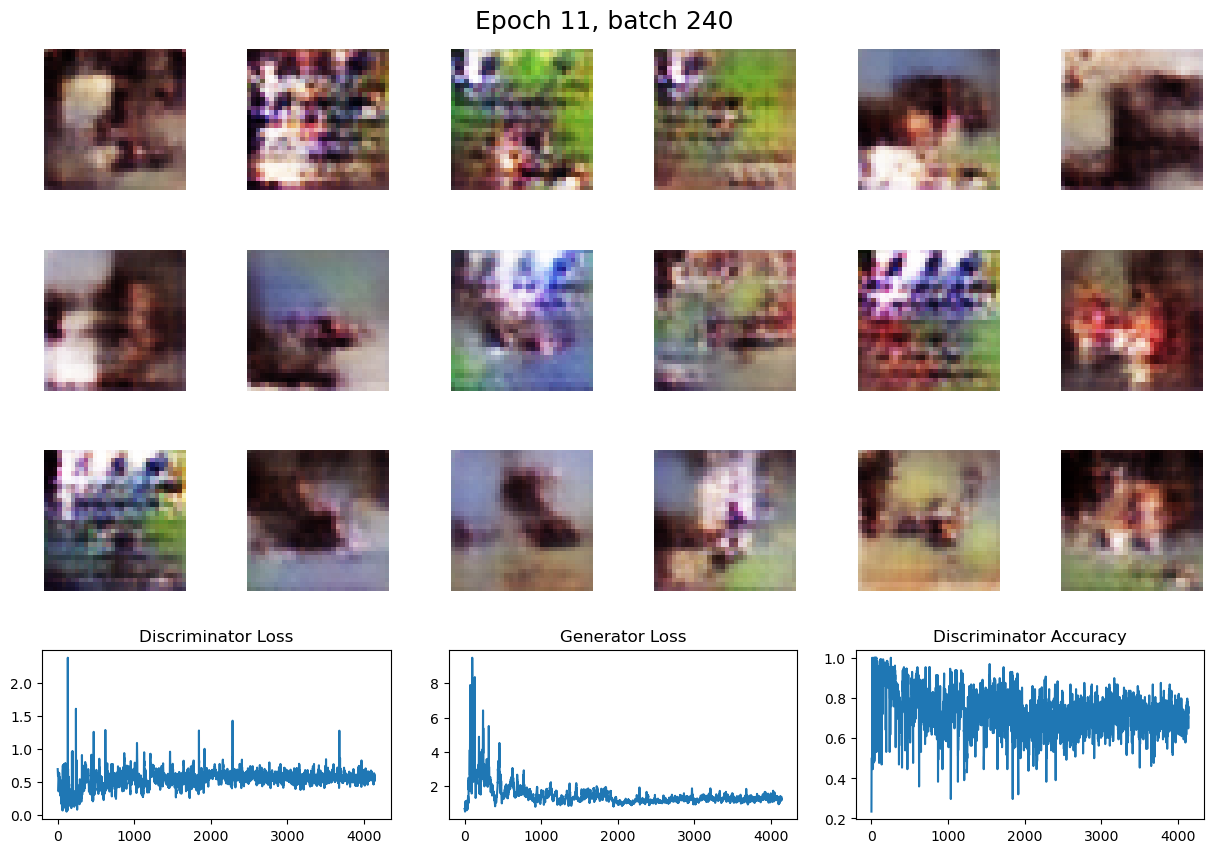 Epoch 11, batch 240
Discriminator Loss
Generator Loss
Discriminator Accuracy
2.0
1.5
1.0
0.5
0.0
0 1000 2000 3000 4000
8
6
4
2
0 1000 2000 3000 4000
1.0
0.8
0.6
0.4
0.2
0 1000 2000 3000 4000